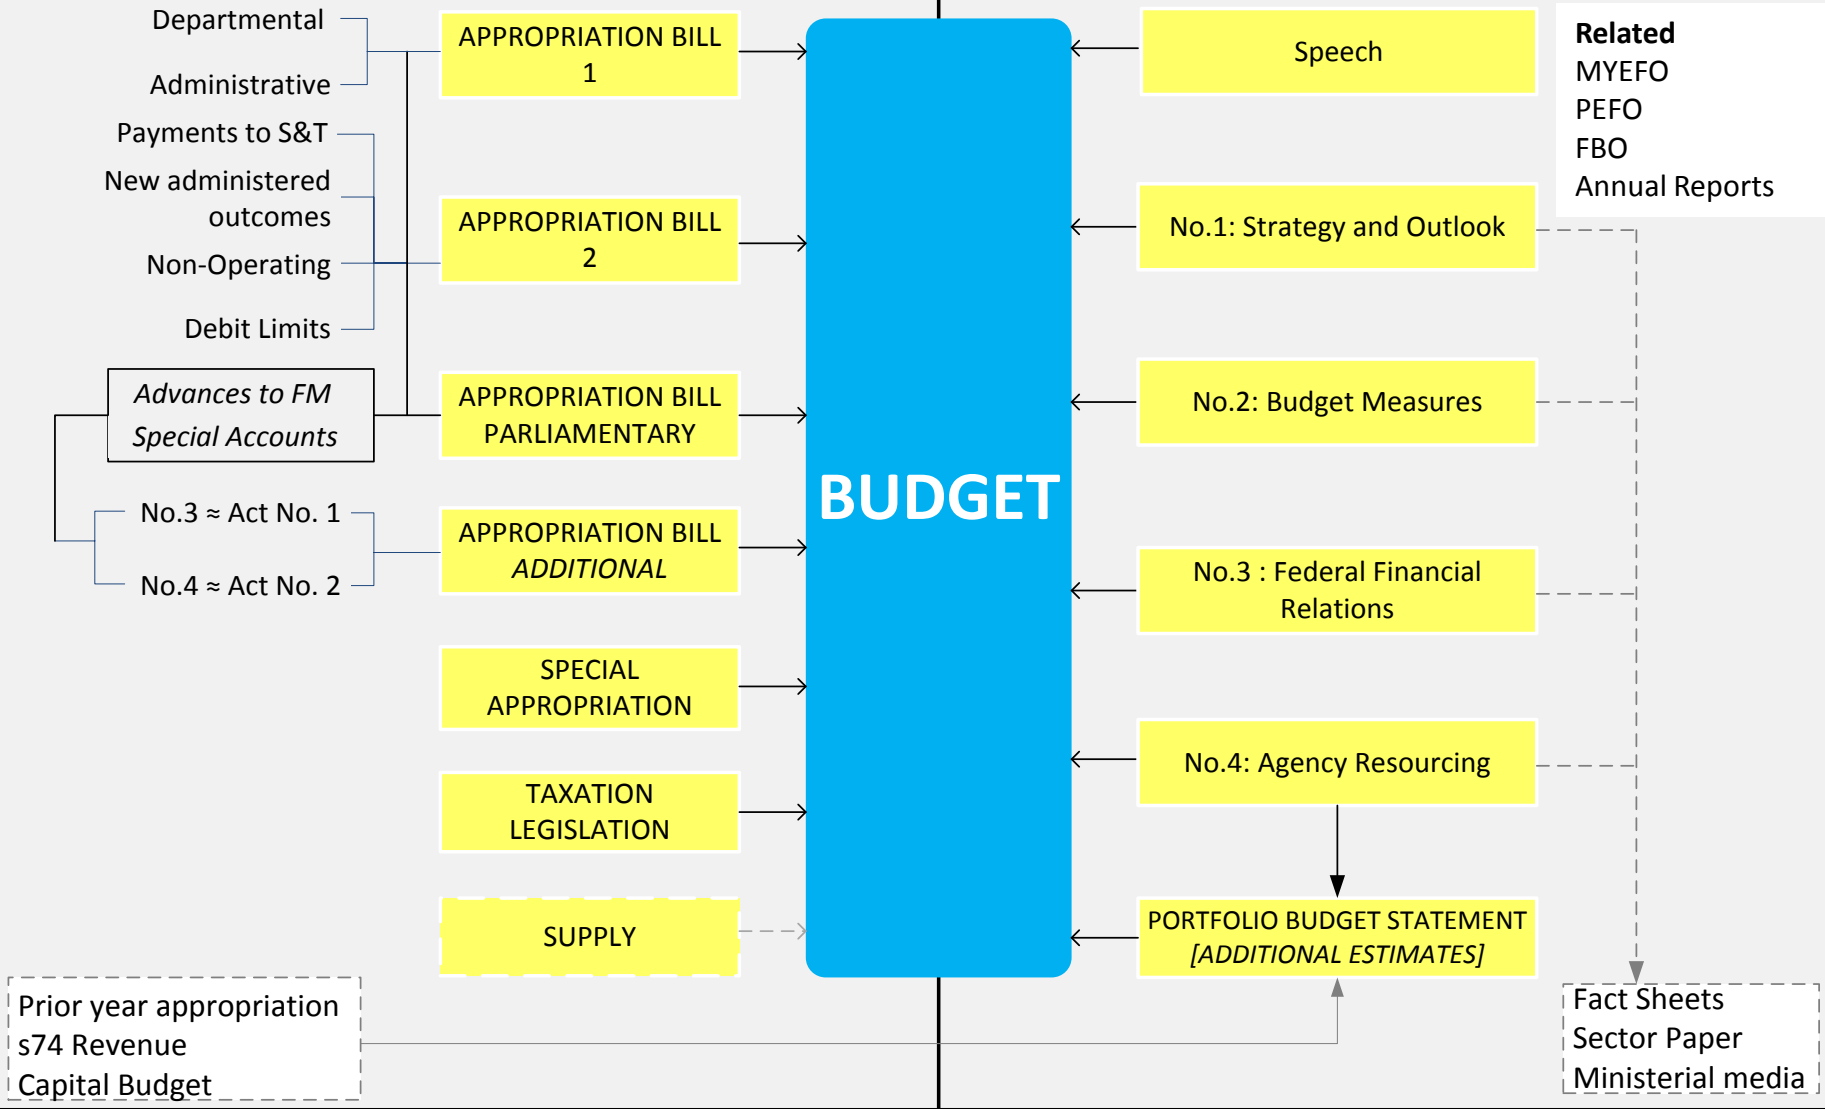 Departmental
Administrative
Payments to S&T
New administered
outcomes
Non-Operating
Debit Limits
Advances to FM
Special Accounts
No.3 ≈ Act No. 1
No.4 ≈ Act No. 2
APPROPRIATION BILL
1
APPROPRIATION BILL
2
APPROPRIATION BILL
PARLIAMENTARY
APPROPRIATION BILL
ADDITIONAL
SPECIAL
APPROPRIATION
TAXATION
LEGISLATION
SUPPLY
Prior year appropriation
s74 Revenue
Capital Budget
BUDGET
Speech
No.1: Strategy and Outlook
No.2: Budget Measures
No.3 : Federal Financial
Relations
No.4: Agency Resourcing
PORTFOLIO BUDGET STATEMENT
[ADDITIONAL ESTIMATES]
Related
MYEFO
PEFO
FBO
Annual Reports
Fact Sheets
Sector Paper
Ministerial media